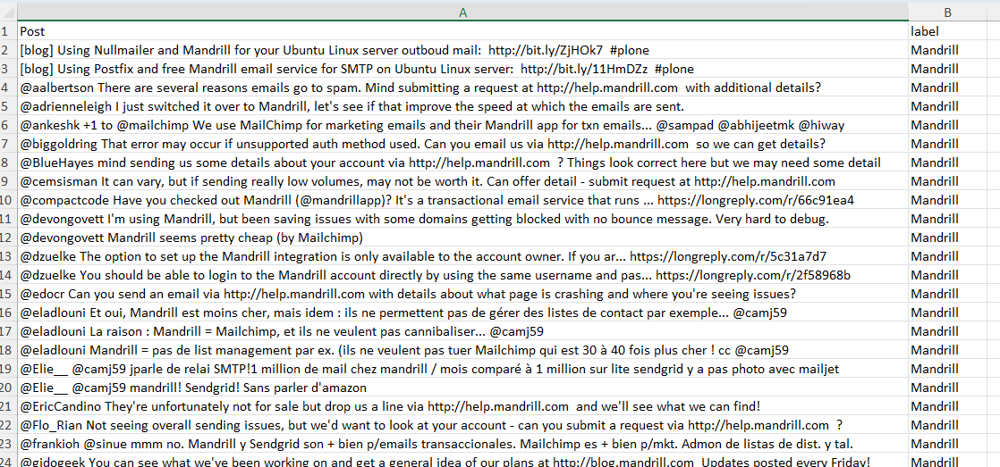 A B
1 Post label
2 [blog] Using Nullmailer and Mandrill for your Ubuntu Linux server outboud mail:  http://bit.ly/ZjHOk7  #plone Mandrill
3 [blog] Using Postfix and free Mandrill email service for SMTP on Ubuntu Linux server:  http://bit.ly/11HmDZz  #plone Mandrill
4 @aalbertson There are several reasons emails go to spam. Mind submitting a request at http://help.mandrill.com  with additional details? Mandrill
5 @adrienneleigh I just switched it over to Mandrill, let's see if that improve the speed at which the emails are sent. Mandrill
6 @ankeshk +1 to @mailchimp We use MailChimp for marketing emails and their Mandrill app for txn emails... @sampad @abhijeetmk @hiway Mandrill
7 @biggoldring That error may occur if unsupported auth method used. Can you email us via http://help.mandrill.com  so we can get details? Mandrill
8 @BlueHayes mind sending us some details about your account via http://help.mandrill.com  ? Things look correct here but we may need some detail Mandrill
9 @cemsisman It can vary, but if sending really low volumes, may not be worth it. Can offer detail - submit request at http://help.mandrill.com Mandrill
10 @compactcode Have you checked out Mandrill (@mandrillapp)? It's a transactional email service that runs ... https://longreply.com/r/66c91ea4 Mandrill
11 @devongovett I'm using Mandrill, but been saving issues with some domains getting blocked with no bounce message. Very hard to debug. Mandrill
12 @devongovett Mandrill seems pretty cheap (by Mailchimp) Mandrill
13 @dzuelke The option to set up the Mandrill integration is only available to the account owner. If you ar... https://longreply.com/r/5c31a7d7 Mandrill
14 @dzuelke You should be able to login to the Mandrill account directly by using the same username and pas... https://longreply.com/r/2f58968b Mandrill
15 @edocr Can you send an email via http://help.mandrill.com with details about what page is crashing and where you're seeing issues? Mandrill
16 @eladlouni Et oui, Mandrill est moins cher, mais idem : ils ne permettent pas de gérer des listes de contact par exemple... @camj59 Mandrill
17 @eladlouni La raison : Mandrill = Mailchimp, et ils ne veulent pas cannibaliser... @camj59 Mandrill
18 @eladlouni Mandrill = pas de list management par ex. (ils ne veulent pas tuer Mailchimp qui est 30 à 40 fois plus cher ! cc @camj59 Mandrill
19 @Elie__ @camj59 jparle de relai SMTP!1 million de mail chez mandrill / mois comparé à 1 million sur lite sendgrid y a pas photo avec mailjet Mandrill
20 @Elie__ @camj59 mandrill! Sendgrid! Sans parler d'amazon Mandrill
21 @EricCandino They're unfortunately not for sale but drop us a line via http://help.mandrill.com  and we'll see what we can find! Mandrill
22 @Flo_Rian Not seeing overall sending issues, but we'd want to look at your account - can you submit a request via http://help.mandrill.com  ? Mandrill
23 @frankioh @sinue mmm no. Mandrill y Sendgrid son + bien p/emails transaccionales. Mailchimp es + bien p/mkt. Admon de listas de dist. y tal. Mandrill
24 @gidogeek You can see what we've been working on and get a general idea of our plans at http://blog.mandrill.com  Updates posted every Friday! Mandrill